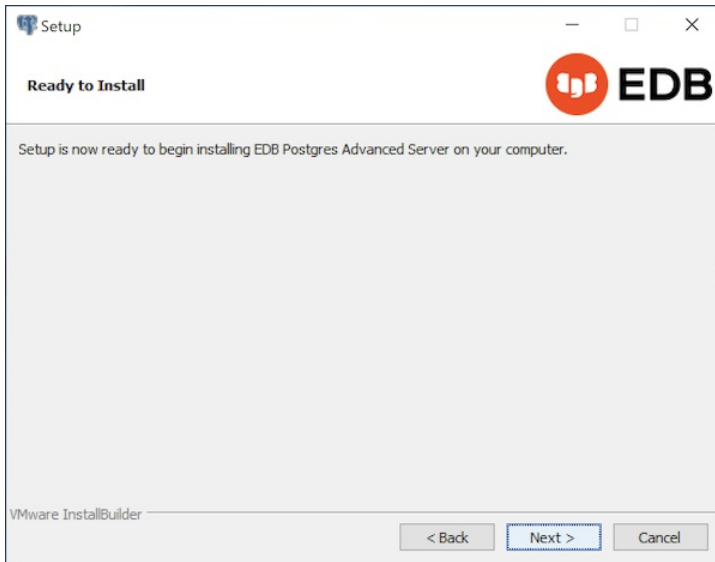 Setup
Ready to Install
EDB
Setup is now ready to begin installing EDB Postgres Advanced Server on your computer.
VMware InstallBuilder
< Back
Next >
Cancel